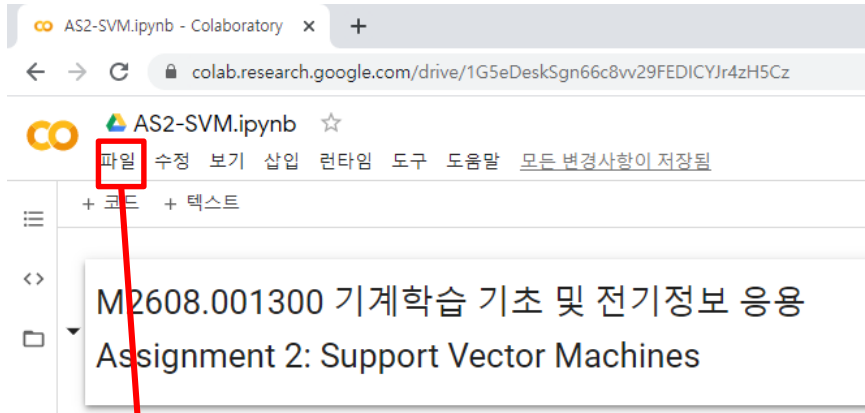 AS2-SVM.ipynb - Colaboratory
colab.research.google.com/drive/1G5eDeskSgn66c8vv29FEDICYJr4zH5Cz
AS2-SVM.ipynb
파일 수정 보기 삽입 런타임 도구 도움말 모든 변경사항이 저장됨
+ 코드 + 텍스트
M2608.001300 기계학습 기초 및 전기정보 응용
Assignment 2: Support Vector Machines